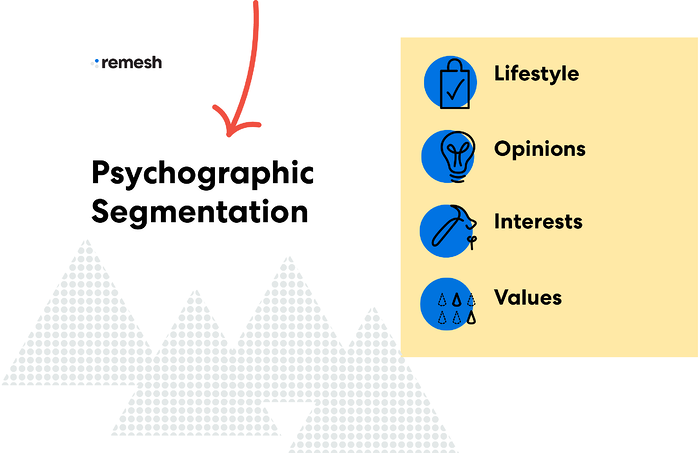 remesh
Psychographic
Segmentation
Lifestyle
Opinions
Interests
Values